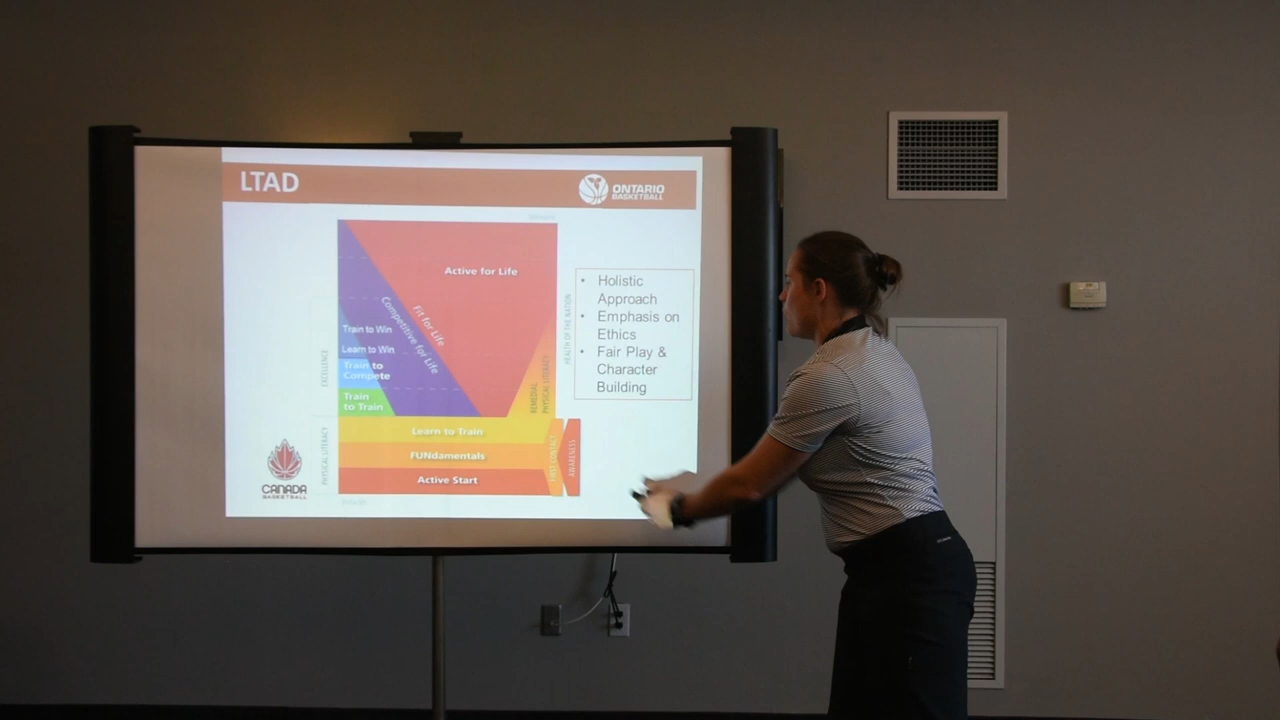 LTAD
ONTARIO
BASKETBALL
Active for Life
Fit for Life
Competitive for Life
Train to Win
Learn to Win
Train to
Compete
Train
to Train
Learn to Train
FUNdamentals
Active Start
EXCELLENCE
PHYSICAL LITERACY
HEALTH OF THE NATION
REMEDIAL
PHYSICAL LITERACY
FIRST CONTACT
AWARENESS
• Holistic
Approach
• Emphasis on
Ethics
• Fair Play &
Character
Building
CANADA
BASKETBALL